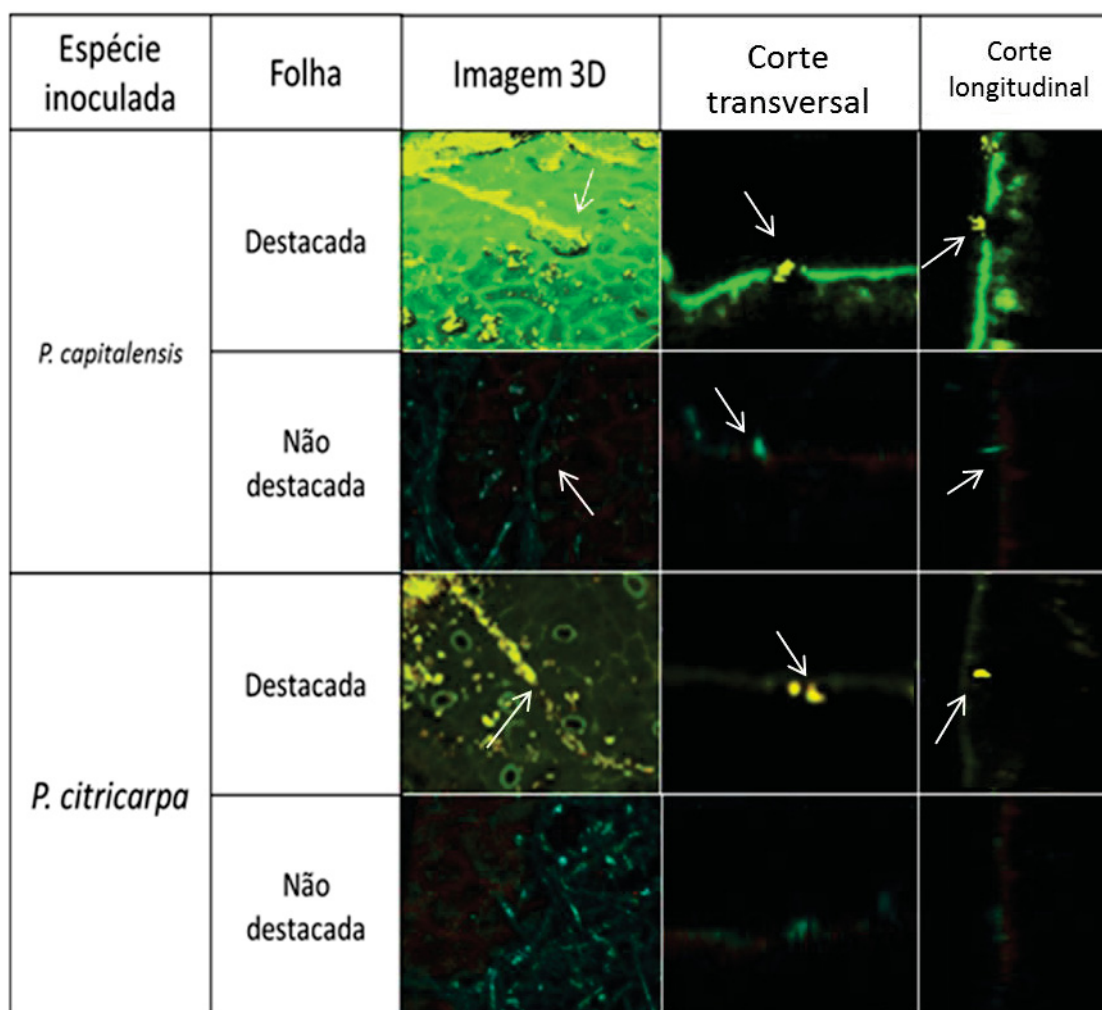 Espécie
inoculada
Folha
Imagem 3D
Corte
transversal
Corte
longitudinal
P. capitalensis
Destacada
Não
destacada
P. citricarpa
Destacada
Não
destacada